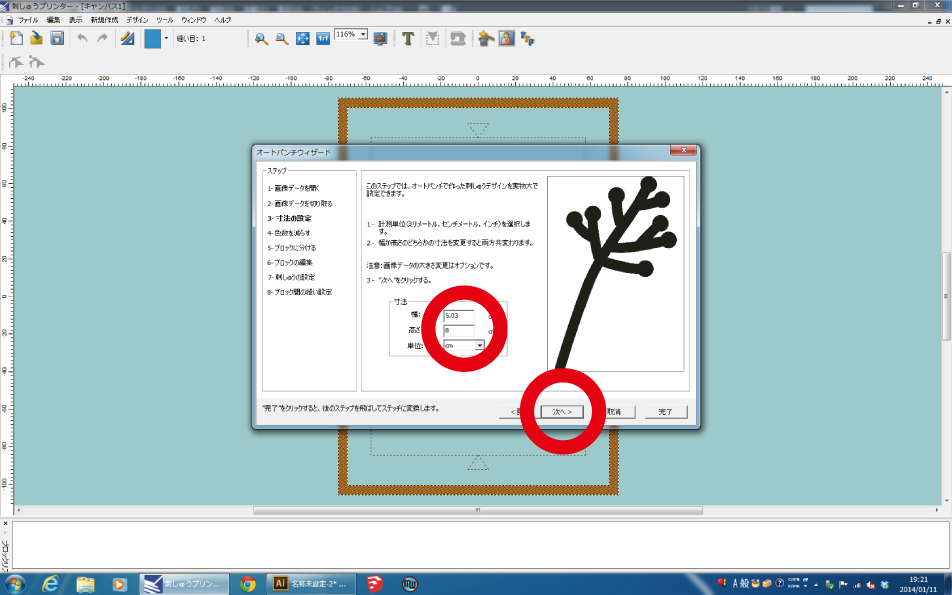 刺しゅうプリンター - [キャンバス1]
ファイル 編集 表示 新規作成 デザイン ツール ウィンドウ ヘルプ
縫い目: 1
116%
T
-240 -220 -200 -180 -160 -140 -120 -100 -80 -60 -40 -20 0 20 40 60 80 100 120 140 160 180 200 220 240
100
80
60
40
20
0
-20
-40
-60
-80
-100
オートパンチウィザード
ステップ
1- 画像データを開く
2- 画像データを切り取る
3- 寸法の設定
4- 色数を減らす
5- ブロックに分ける
6- ブロックの編集
7- 刺しゅうの設定
8- ブロック間の縫い設定
このステップでは、オートパンチで作った刺しゅうデザインを実物大で
設定できます。
1 - 計測単位(ミリメートル、センチメートル、インチ)を選択しま
す。
2 - 幅か高さのどちらかの寸法を変更すると両方共変わります。
注意:画像データの大きさ変更はオプションです。
3 - "次へ"をクリックする。
寸法
幅: 5.03
高さ 8
単位: cm
"完了"をクリックすると、後のステップを飛ばしてステッチに変換します。
< 次へ > 取消 完了
刺しゅうプリン...
Ai 名称未設定-2* ...
A 般
19:21
2014/01/11